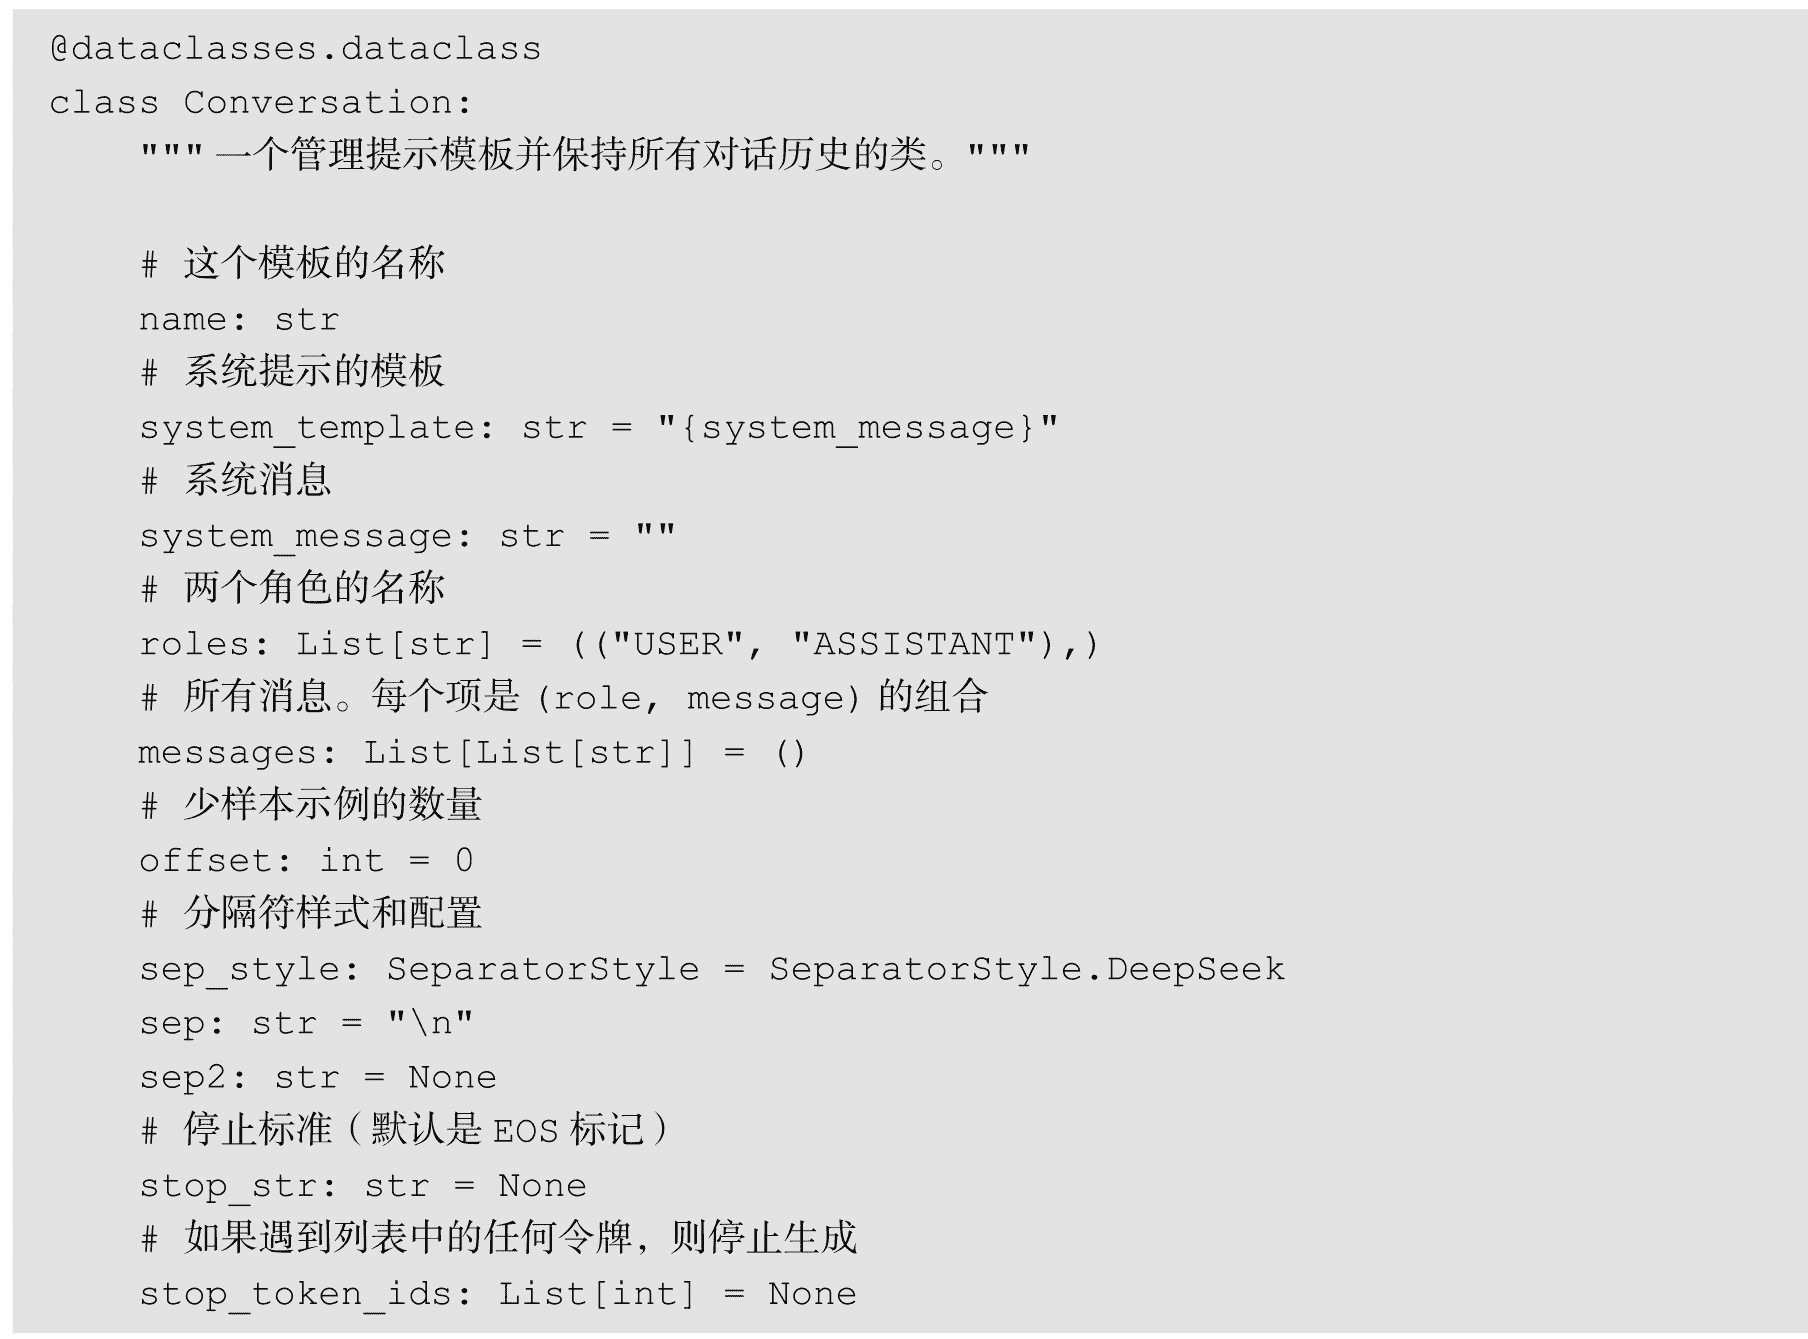 @dataclasses.dataclass
class Conversation:
    """一个管理提示模板并保持所有对话历史的类。"""

    # 这个模板的名称
    name: str
    # 系统提示的模板
    system_template: str = "{system_message}"
    # 系统消息
    system_message: str = ""
    # 两个角色的名称
    roles: List[str] = (("USER", "ASSISTANT"),)
    # 所有消息。每个项是 (role, message) 的组合
    messages: List[List[str]] = ()
    # 少样本示例的数量
    offset: int = 0
    # 分隔符样式和配置
    sep_style: SeparatorStyle = SeparatorStyle.DeepSeek
    sep: str = "\n"
    sep2: str = None
    # 停止标准（默认是 EOS 标记）
    stop_str: str = None
    # 如果遇到列表中的任何令牌，则停止生成
    stop_token_ids: List[int] = None